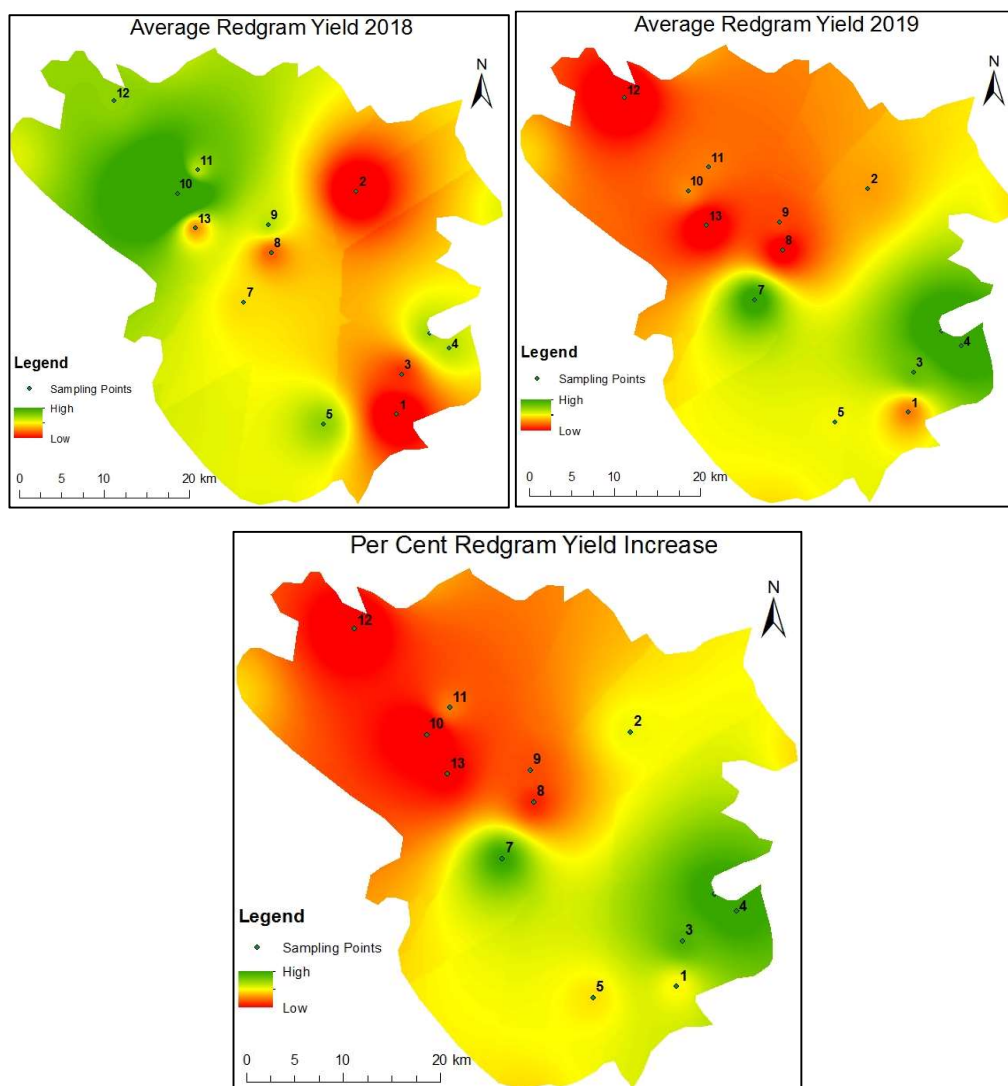 Average Redgram Yield 2018
N
12
11
10
2
13
9
8
7
4
3
1
5
Legend
Sampling Points
High
Low
0 5 10 20 km
Average Redgram Yield 2019
N
12
11
10
2
13
9
8
7
4
3
1
5
Legend
Sampling Points
High
Low
0 5 10 20 km
Per Cent Redgram Yield Increase
N
12
11
10
2
13
9
8
7
4
3
1
5
Legend
Sampling Points
High
Low
0 5 10 20 km